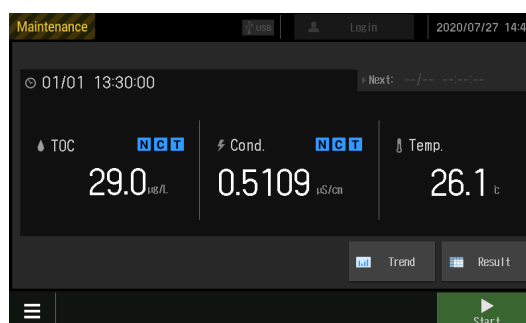 Maintenance USB Login 2020/07/27 14:4
01/01 13:30:00 Next: --/-- --:--:--
TOC N C T Cond. N C T Temp.
29.0 µg/L 0.5109 µS/cm 26.1 ℃
Trend Result
Start